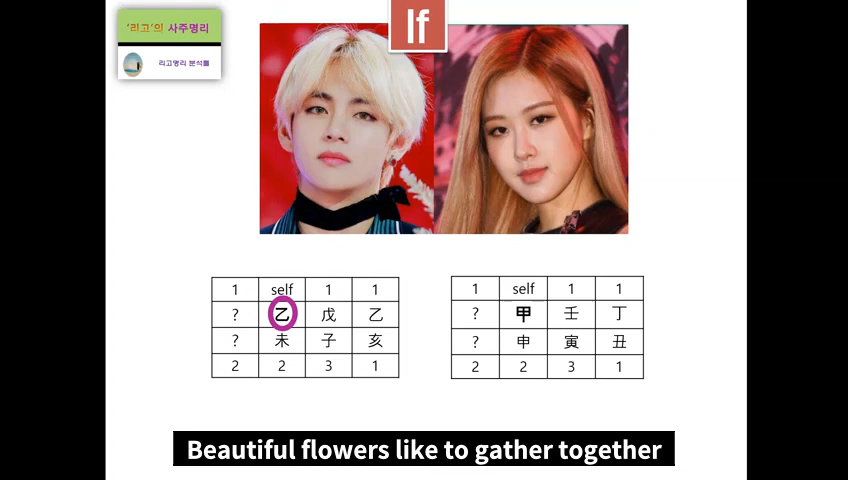 '리고'의 사주명리
리고명리 분석틀
If
1 self 1 1
? 乙 戊 乙
? 未 子 亥
2 2 3 1
1 self 1 1
? 甲 壬 丁
? 申 寅 丑
2 2 3 1
Beautiful flowers like to gather together